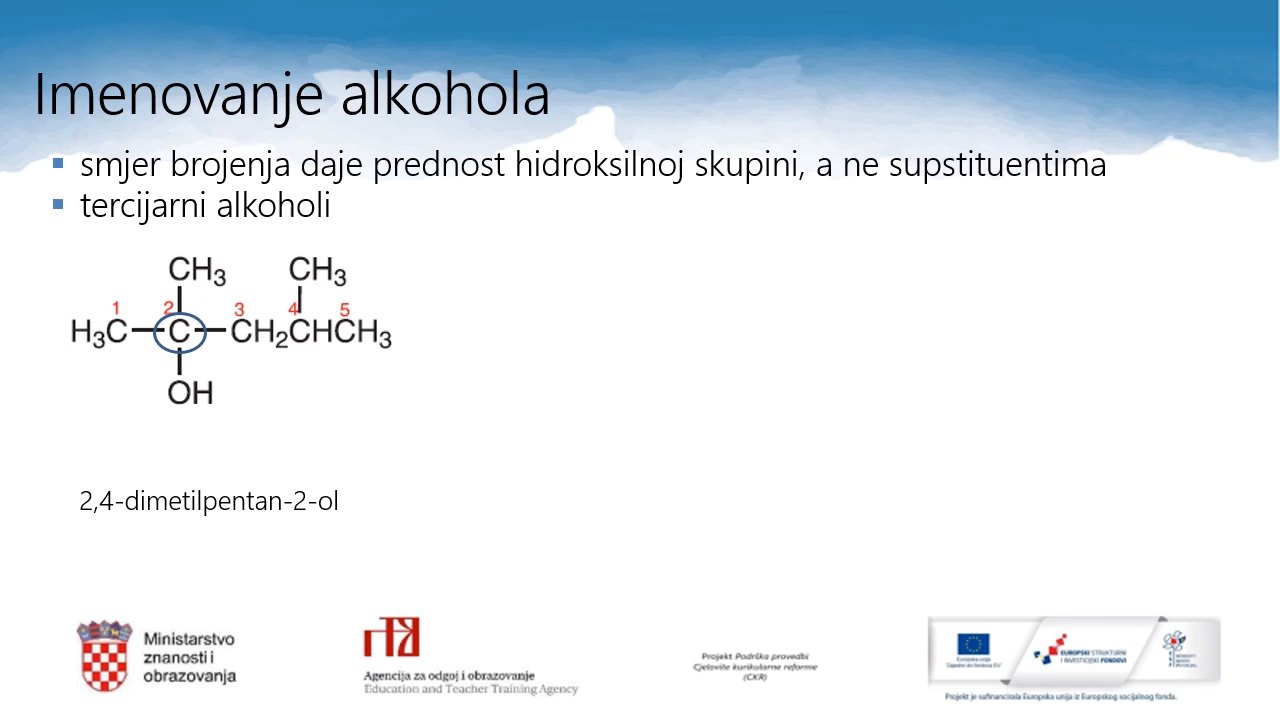 Imenovanje alkohola
smjer brojenja daje prednost hidroksilnoj skupini, a ne supstituentima
tercijarni alkoholi
CH3 CH3
1 2 3 4 5
H3C C CH2CHCH3
OH
2,4-dimetilpentan-2-ol
Ministarstvo
znanosti i
obrazovanja
Agencija za odgoj i obrazovanje
Education and Teacher Training Agency
Projekt Podrška provedbi
Cjelovite kurikularne reforme
(CKR)
Europska unija
EUROPSKI STRUKTURNI
I INVESTICIJSKI FONDOVI
Projekt je sufinancirala Europska unija iz Europskog socijalnog fonda.